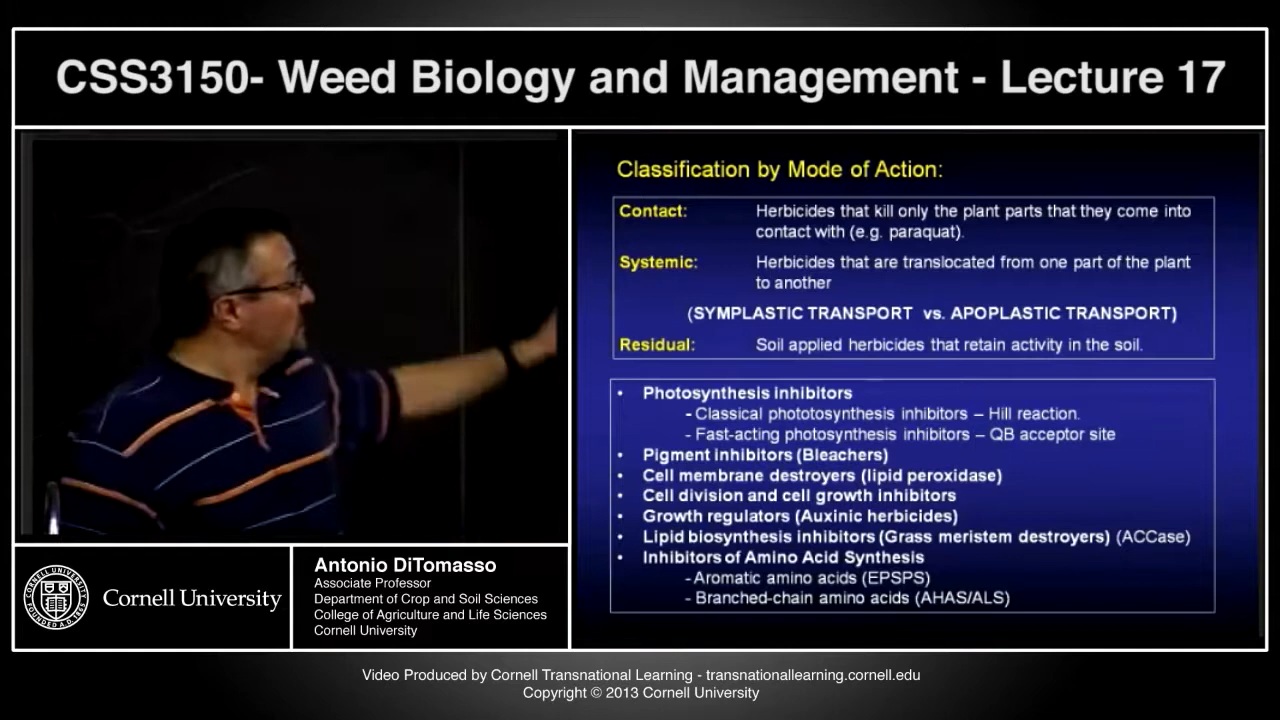 CSS3150- Weed Biology and Management - Lecture 17
Classification by Mode of Action:
Contact: Herbicides that kill only the plant parts that they come into
contact with (e.g. paraquat).
Systemic: Herbicides that are translocated from one part of the plant
to another
(SYMPLASTIC TRANSPORT vs. APOPLASTIC TRANSPORT)
Residual: Soil applied herbicides that retain activity in the soil.
• Photosynthesis inhibitors
- Classical phototosynthesis inhibitors – Hill reaction.
- Fast-acting photosynthesis inhibitors – QB acceptor site
• Pigment inhibitors (Bleachers)
• Cell membrane destroyers (lipid peroxidase)
• Cell division and cell growth inhibitors
• Growth regulators (Auxinic herbicides)
• Lipid biosynthesis inhibitors (Grass meristem destroyers) (ACCase)
• Inhibitors of Amino Acid Synthesis
- Aromatic amino acids (EPSPS)
- Branched-chain amino acids (AHAS/ALS)
Cornell University
Antonio DiTomasso
Associate Professor
Department of Crop and Soil Sciences
College of Agriculture and Life Sciences
Cornell University
Video Produced by Cornell Transnational Learning - transnationallearning.cornell.edu
Copyright © 2013 Cornell University